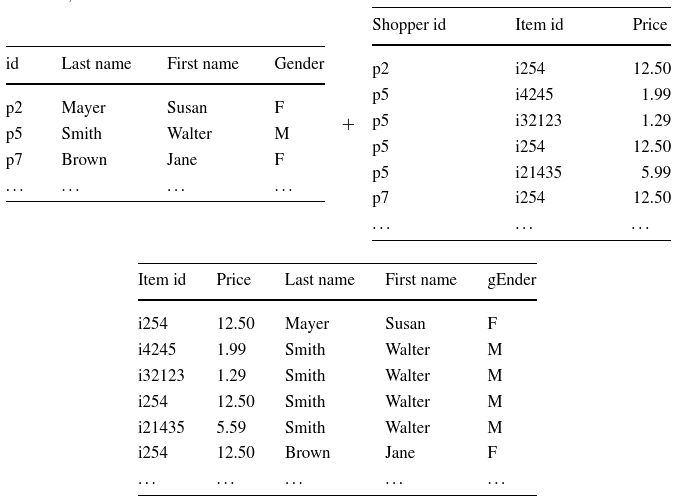 id Last name First name Gender
p2 Mayer Susan F
p5 Smith Walter M
p7 Brown Jane F
... ... ... ...
+
Shopper id Item id Price
p2 i254 12.50
p5 i4245 1.99
p5 i32123 1.29
p5 i254 12.50
p5 i21435 5.99
p7 i254 12.50
... ... ...
Item id Price Last name First name gEnder
i254 12.50 Mayer Susan F
i4245 1.99 Smith Walter M
i32123 1.29 Smith Walter M
i254 12.50 Smith Walter M
i21435 5.59 Smith Walter M
i254 12.50 Brown Jane F
... ... ... ... ...